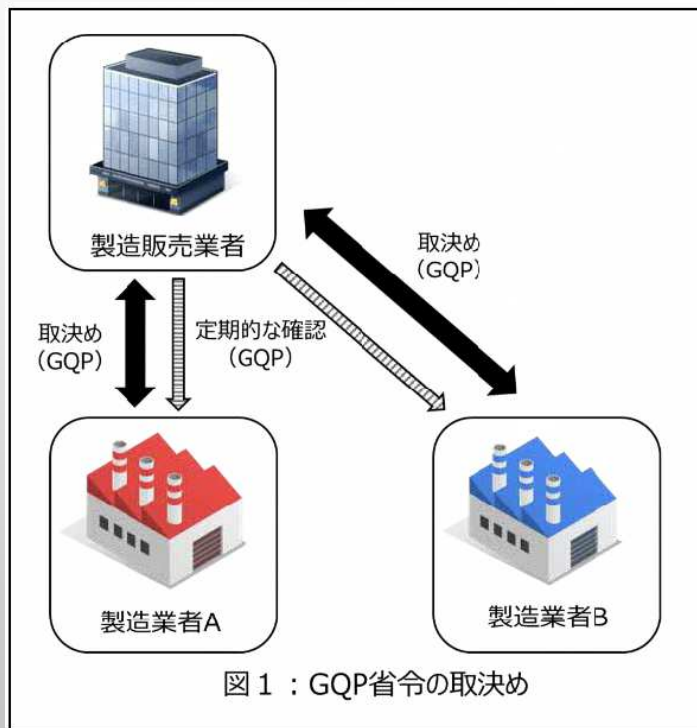 製造販売業者
取決め
（GQP）
取決め
（GQP）
定期的な確認
（GQP）
製造業者A
製造業者B
図１：GQP省令の取決め